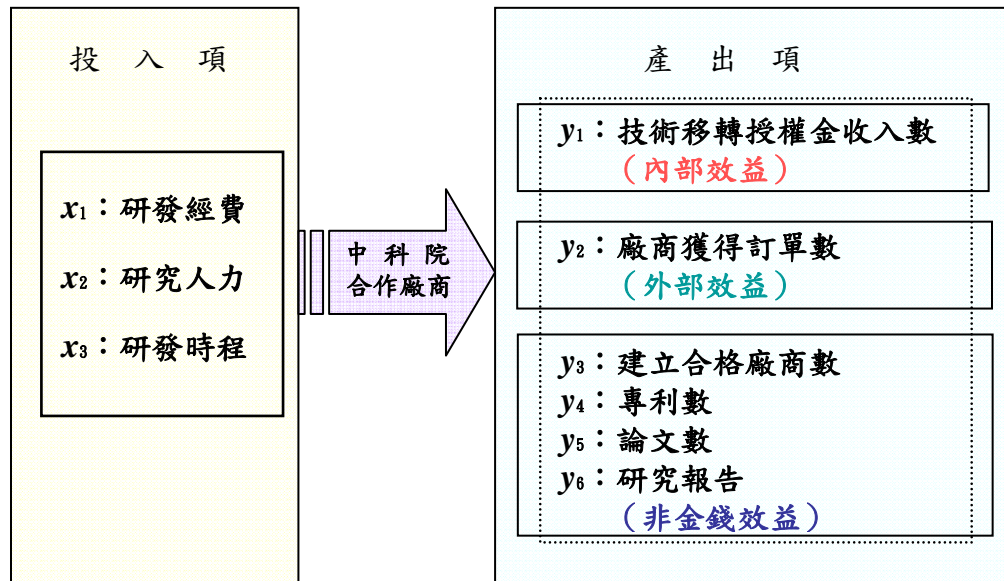 投 入 項
x₁：研發經費
x₂：研究人力
x₃：研發時程
中 科 院
合作廠商
產 出 項
y₁：技術移轉授權金收入數
（內部效益）
y₂：廠商獲得訂單數
（外部效益）
y₃：建立合格廠商數
y₄：專利數
y₅：論文數
y₆：研究報告
（非金錢效益）